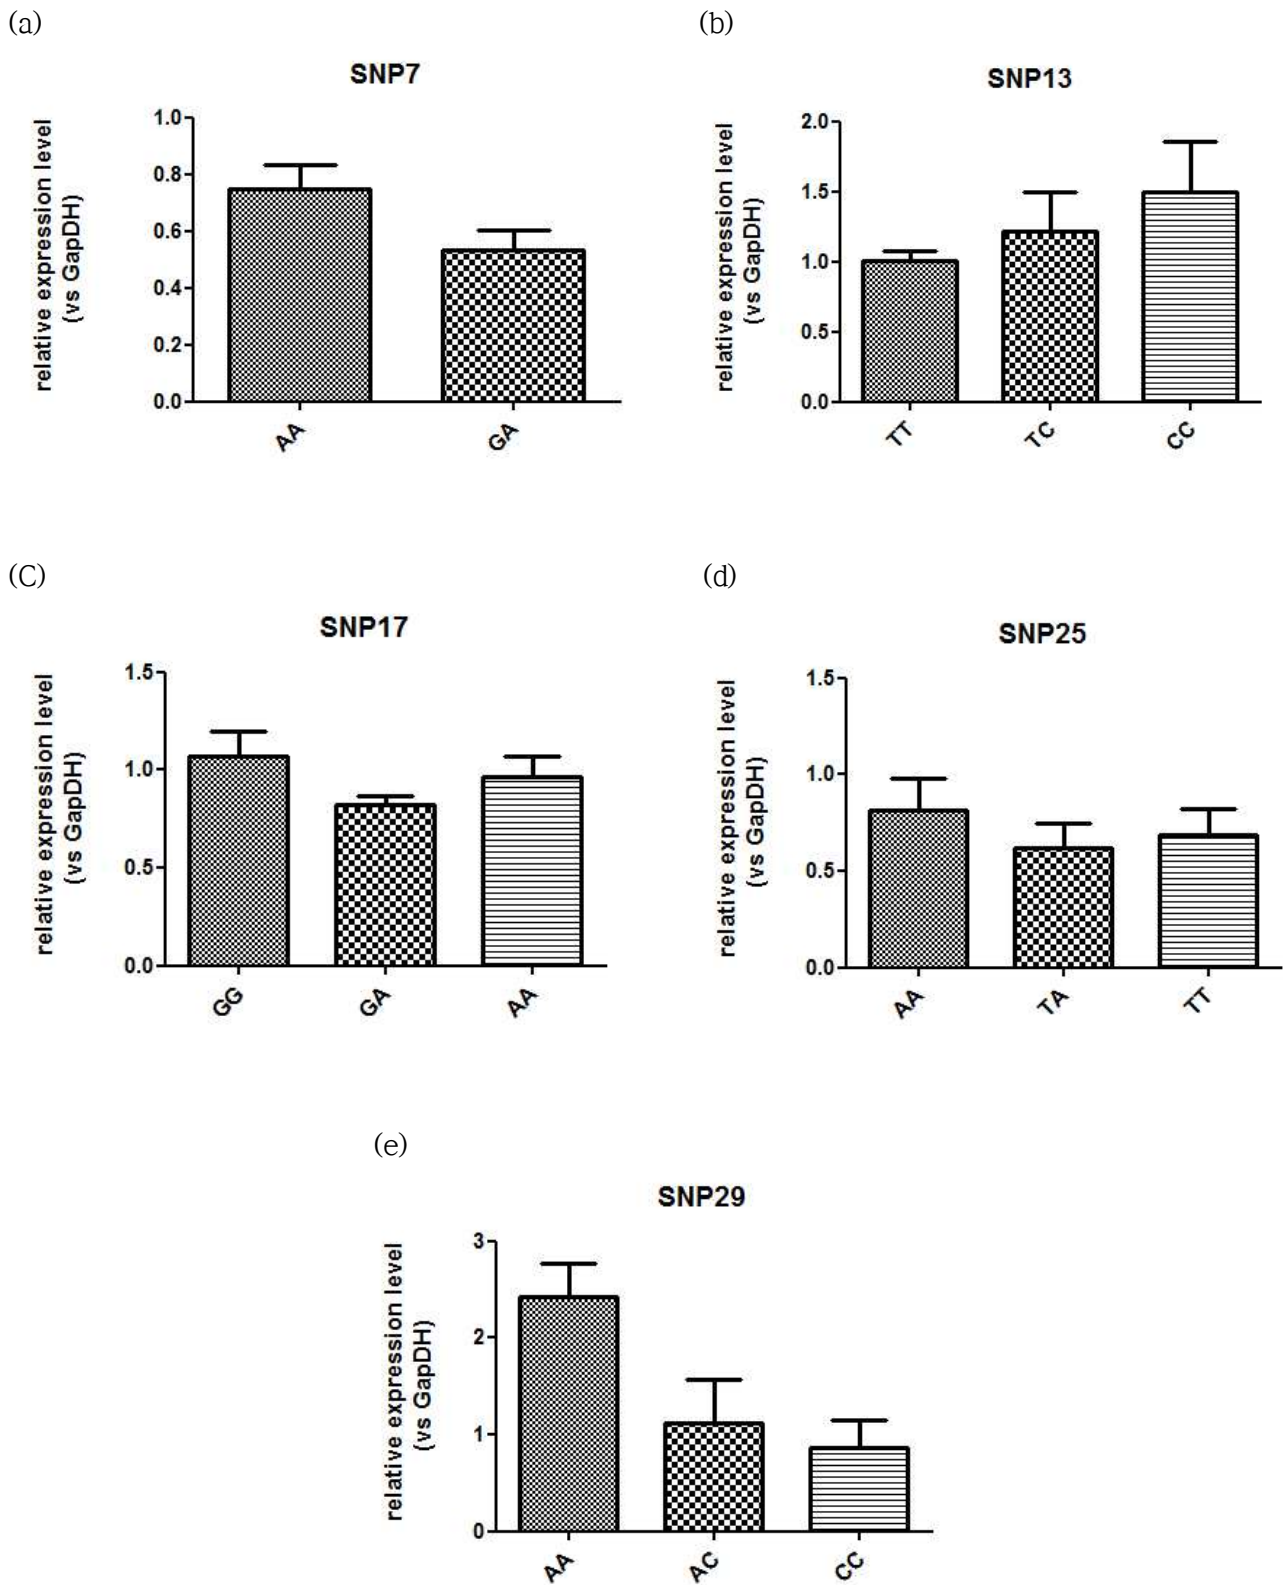 (a)
SNP7
relative expression level
(vs GapDH)
1.0
0.8
0.6
0.4
0.2
0.0
AA
GA
(b)
SNP13
relative expression level
(vs GapDH)
2.0
1.5
1.0
0.5
0.0
TT
TC
CC
(C)
SNP17
relative expression level
(vs GapDH)
1.5
1.0
0.5
0.0
GG
GA
AA
(d)
SNP25
relative expression level
(vs GapDH)
1.5
1.0
0.5
0.0
AA
TA
TT
(e)
SNP29
relative expression level
(vs GapDH)
3
2
1
0
AA
AC
CC